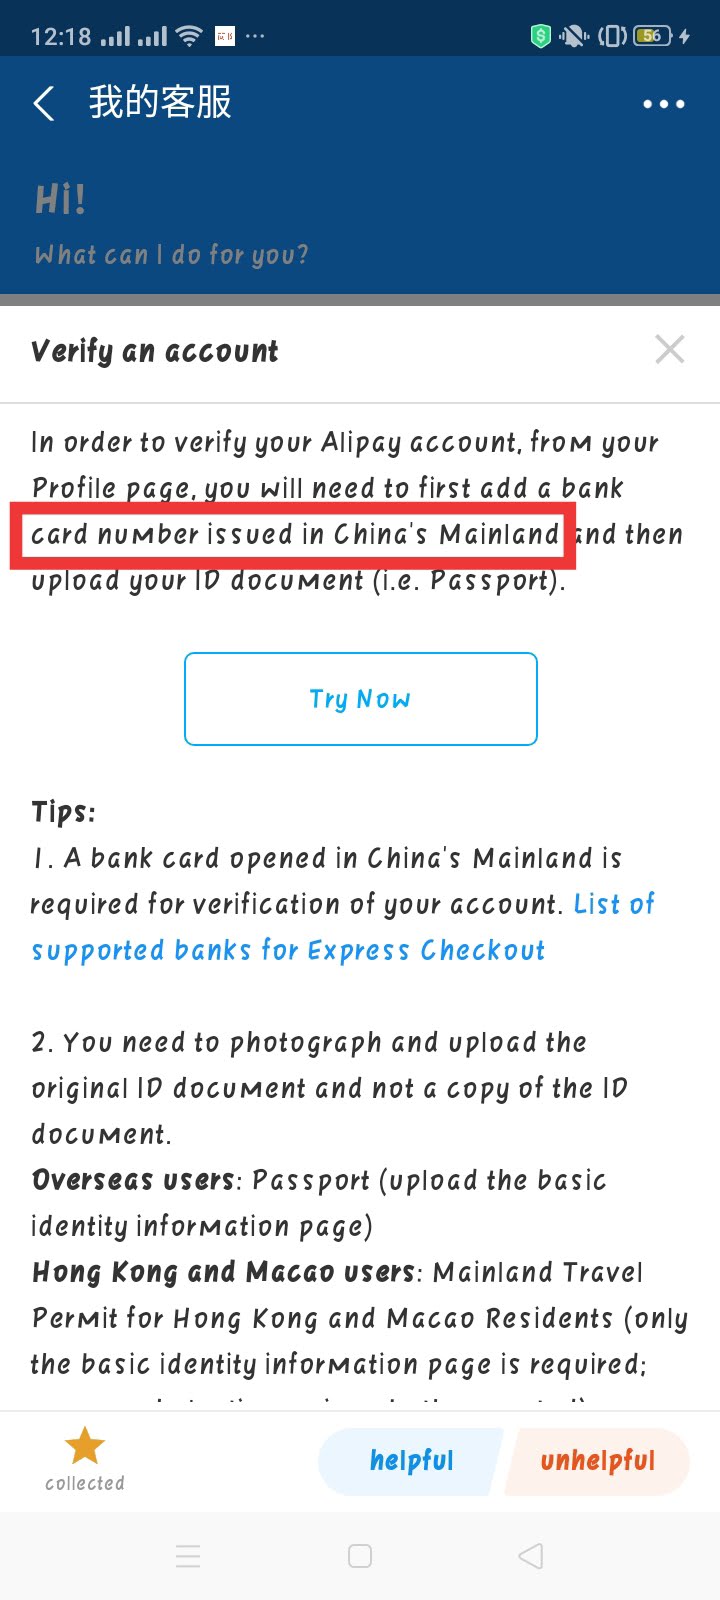 12:18
56
我的客服
Hi!
What can I do for you?
Verify an account
In order to verify your Alipay account, from your
Profile page, you will need to first add a bank
card number issued in China's Mainland and then
upload your ID document (i.e. Passport).
Try Now
Tips:
1. A bank card opened in China's Mainland is
required for verification of your account. List of
supported banks for Express Checkout
2. You need to photograph and upload the
original ID document and not a copy of the ID
document.
Overseas users: Passport (upload the basic
identity information page)
Hong Kong and Macao users: Mainland Travel
Permit for Hong Kong and Macao Residents (only
the basic identity information page is required;
collected
helpful
unhelpful